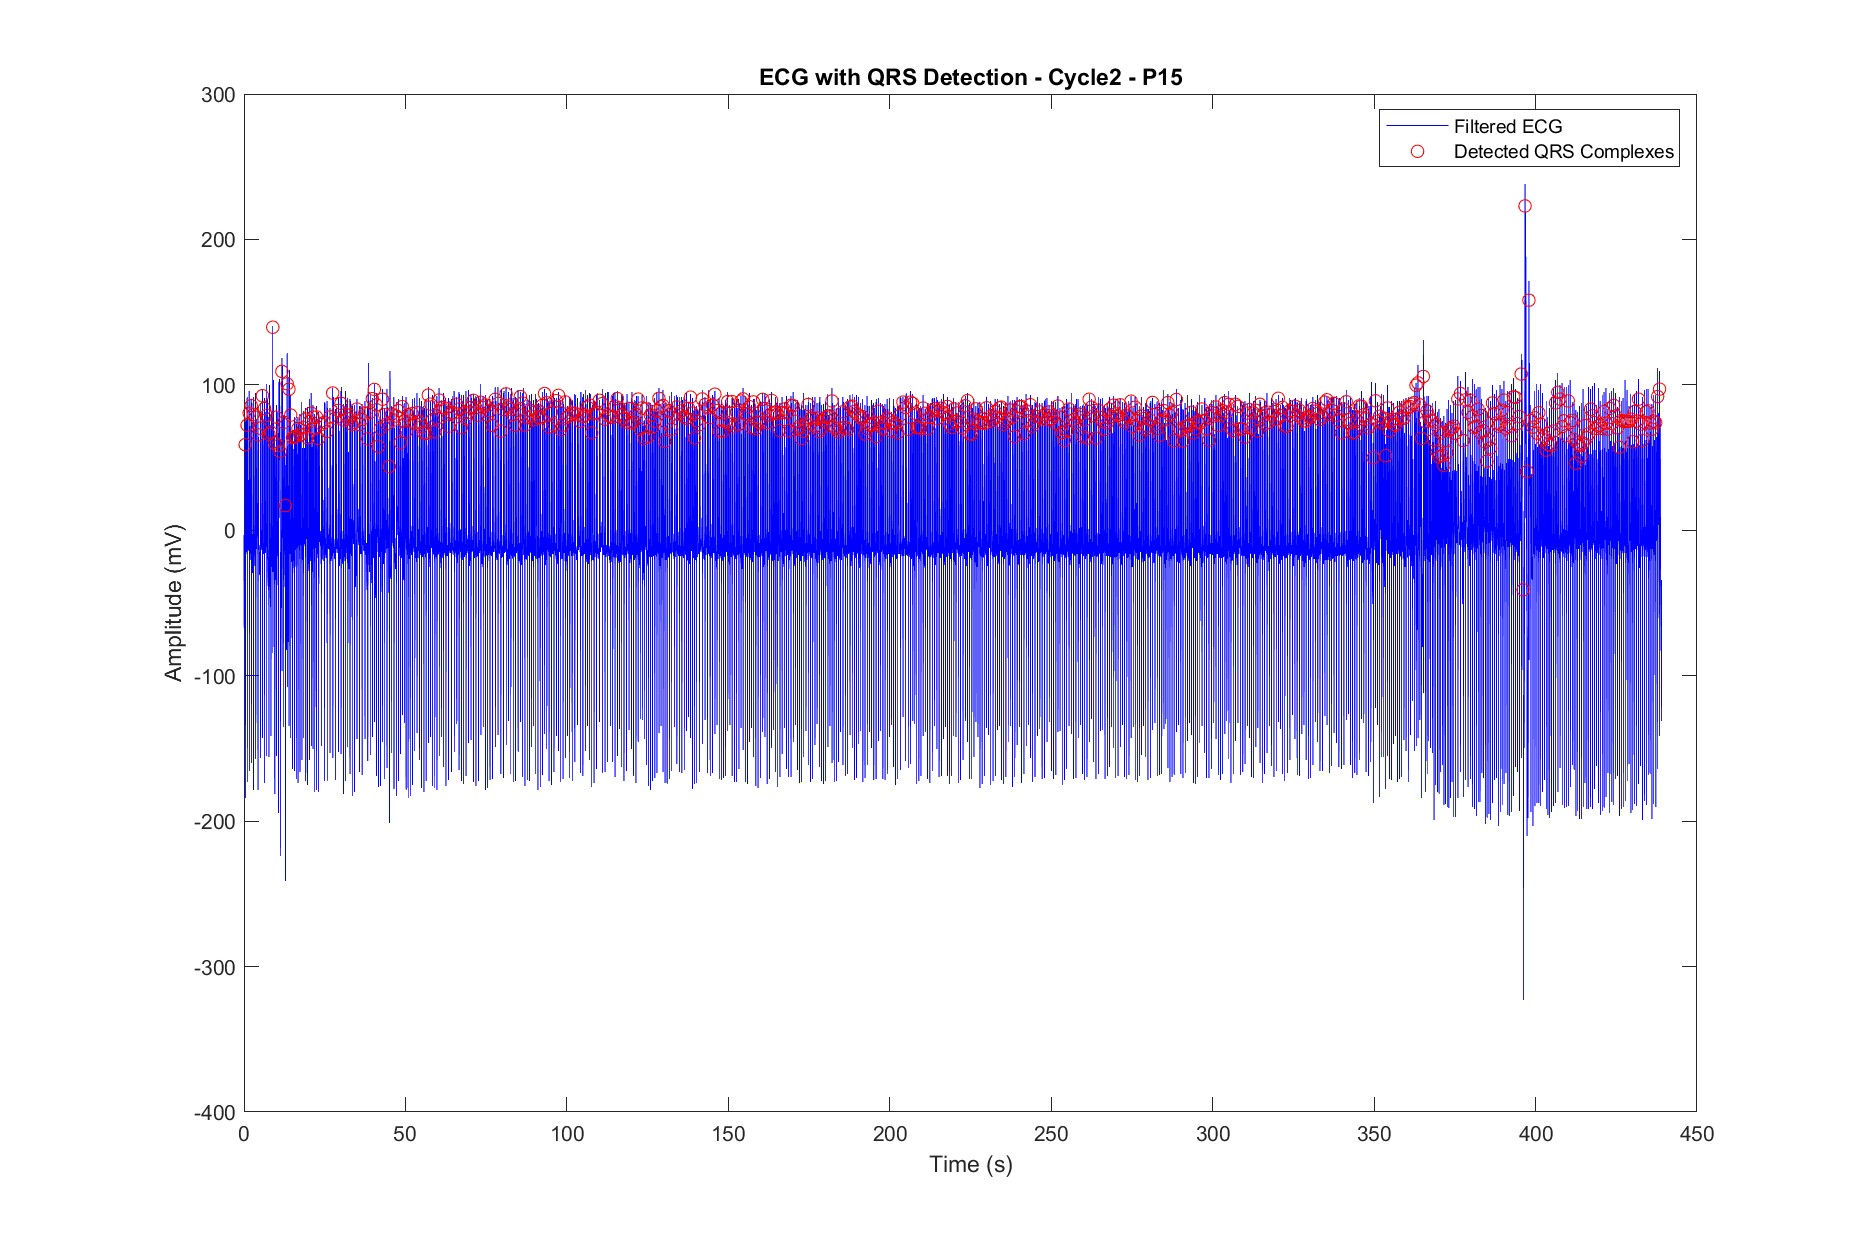 ECG with QRS Detection - Cycle2 - P15
300
200
100
0
-100
-200
-300
-400
Amplitude (mV)
Filtered ECG
Detected QRS Complexes
0 50 100 150 200 250 300 350 400 450
Time (s)